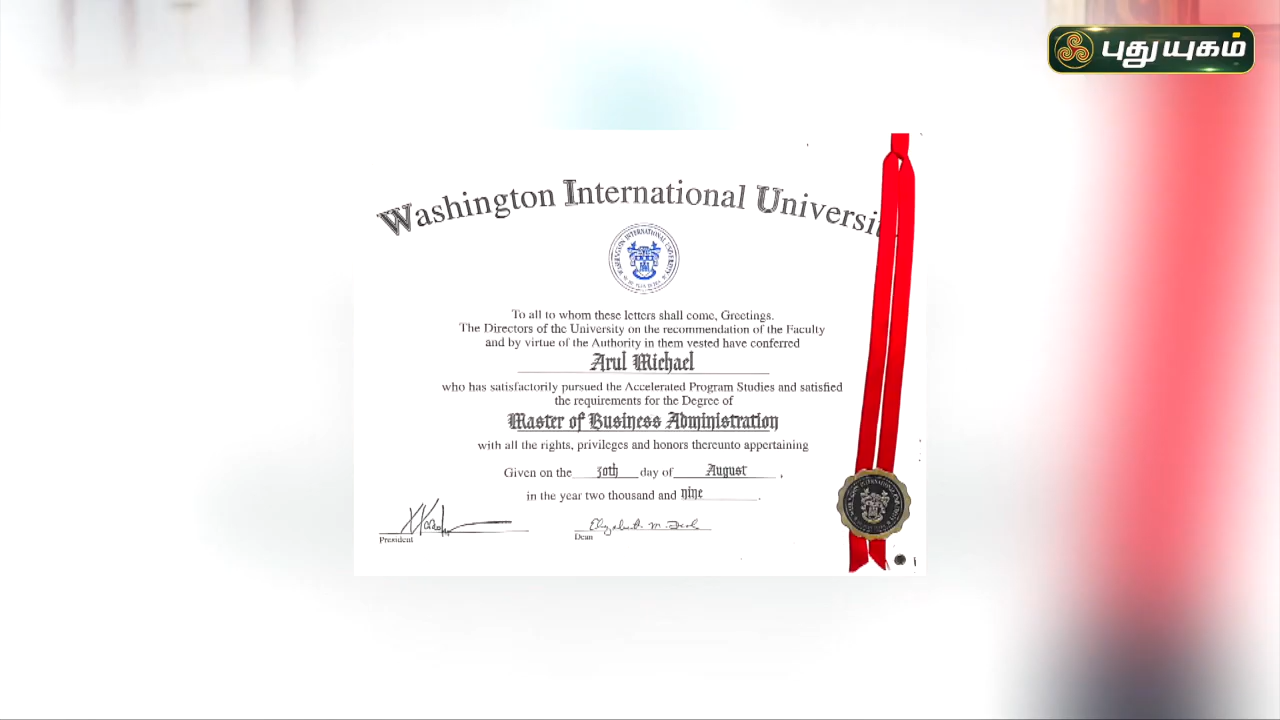 புதுயுகம்
Washington International Universit
WASHINGTON INTERNATIONAL UNIVERSITY
To all to whom these letters shall come, Greetings.
The Directors of the University on the recommendation of the Faculty
and by virtue of the Authority in them vested have conferred
Arul Michael
who has satisfactorily pursued the Accelerated Program Studies and satisfied
the requirements for the Degree of
Master of Business Administration
with all the rights, privileges and honors thereunto appertaining
Given on the 30th day of August ,
in the year two thousand and nine .
President
Dean